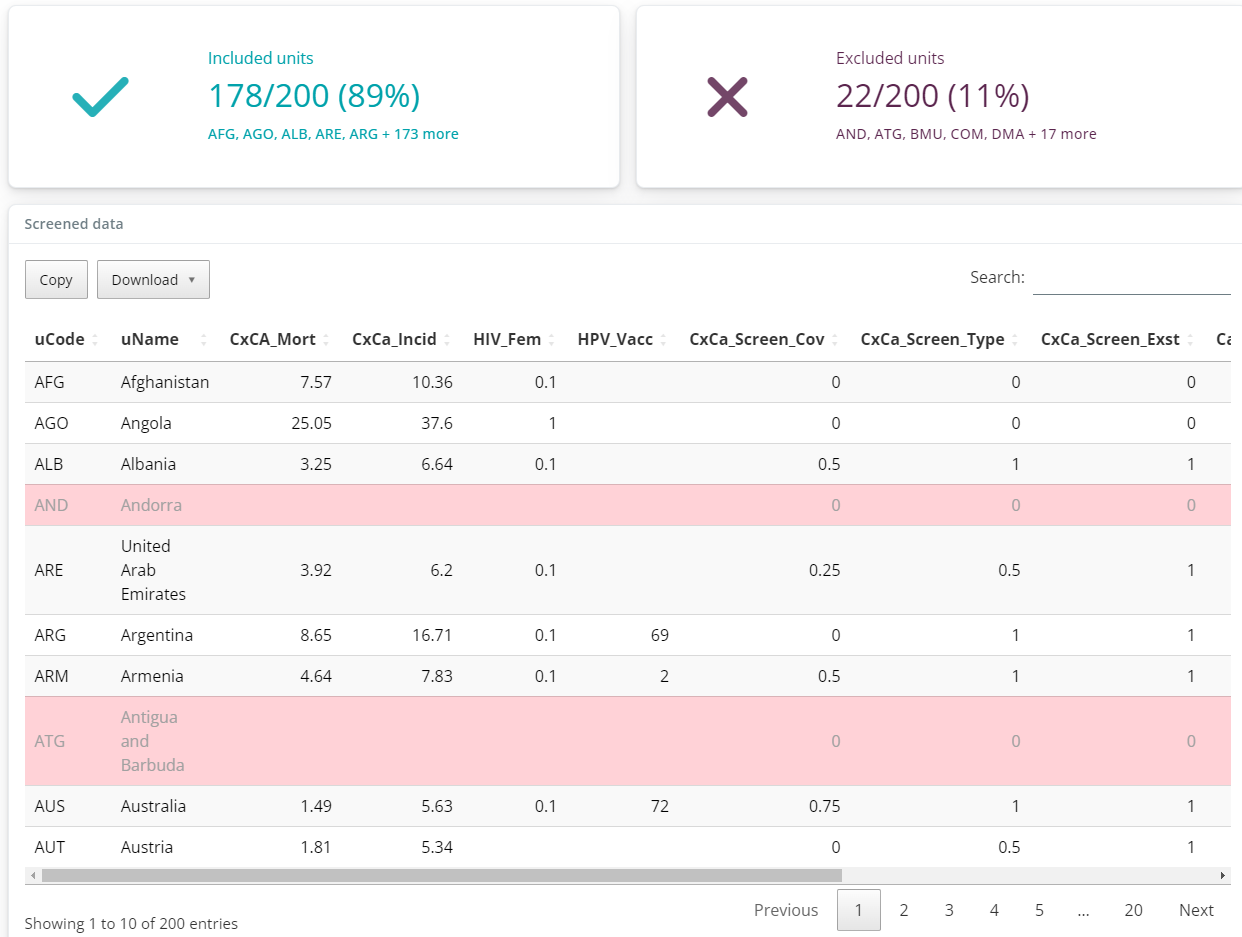 Included units
178/200 (89%)
AFG, AGO, ALB, ARE, ARG + 173 more
Excluded units
22/200 (11%)
AND, ATG, BMU, COM, DMA + 17 more
Screened data
Copy Download ▼ Search:
uCode uName CxCA_Mort CxCa_Incid HIV_Fem HPV_Vacc CxCa_Screen_Cov CxCa_Screen_Type CxCa_Screen_Exst Ca
AFG Afghanistan 7.57 10.36 0.1 0 0 0
AGO Angola 25.05 37.6 1 0 0 0
ALB Albania 3.25 6.64 0.1 0.5 1 1
AND Andorra 0 0 0
United
Arab
ARE 3.92 6.2 0.1 0.25 0.5 1
Emirates
ARG Argentina 8.65 16.71 0.1 69 0 1 1
ARM Armenia 4.64 7.83 0.1 2 0.5 1 1
Antigua
and
ATG 0 0 0
Barbuda
AUS Australia 1.49 5.63 0.1 72 0.75 1 1
AUT Austria 1.81 5.34 0 0.5 1
Previous 1 2 3 4 5 ... 20 Next
Showing 1 to 10 of 200 entries